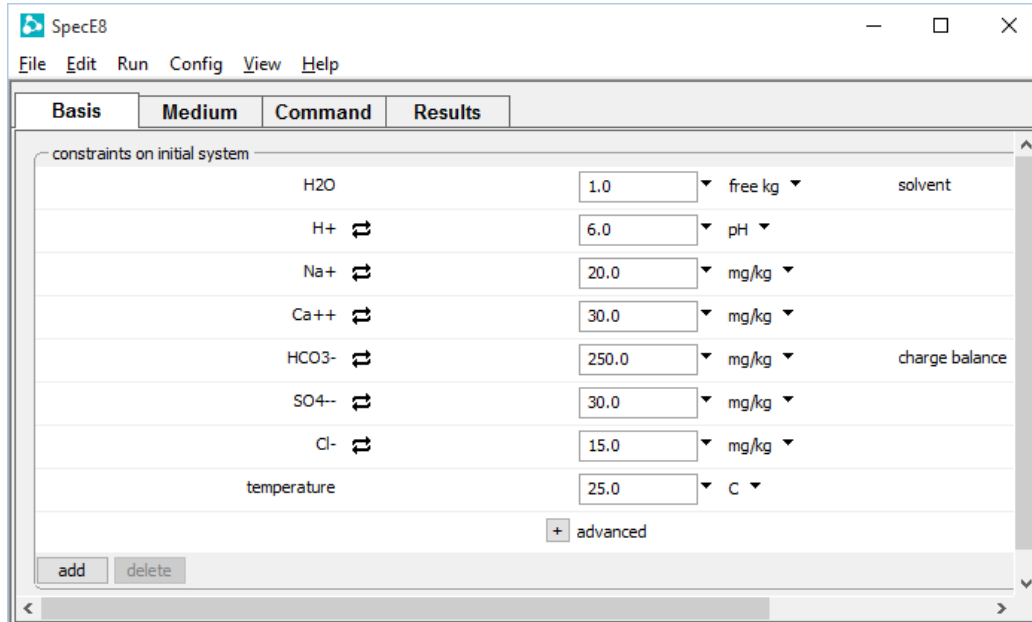 SpecE8
File Edit Run Config View Help
Basis Medium Command Results
constraints on initial system
H2O 1.0 free kg solvent
H+ 6.0 pH
Na+ 20.0 mg/kg
Ca++ 30.0 mg/kg
HCO3- 250.0 mg/kg charge balance
SO4-- 30.0 mg/kg
Cl- 15.0 mg/kg
temperature 25.0 C
+ advanced
add delete